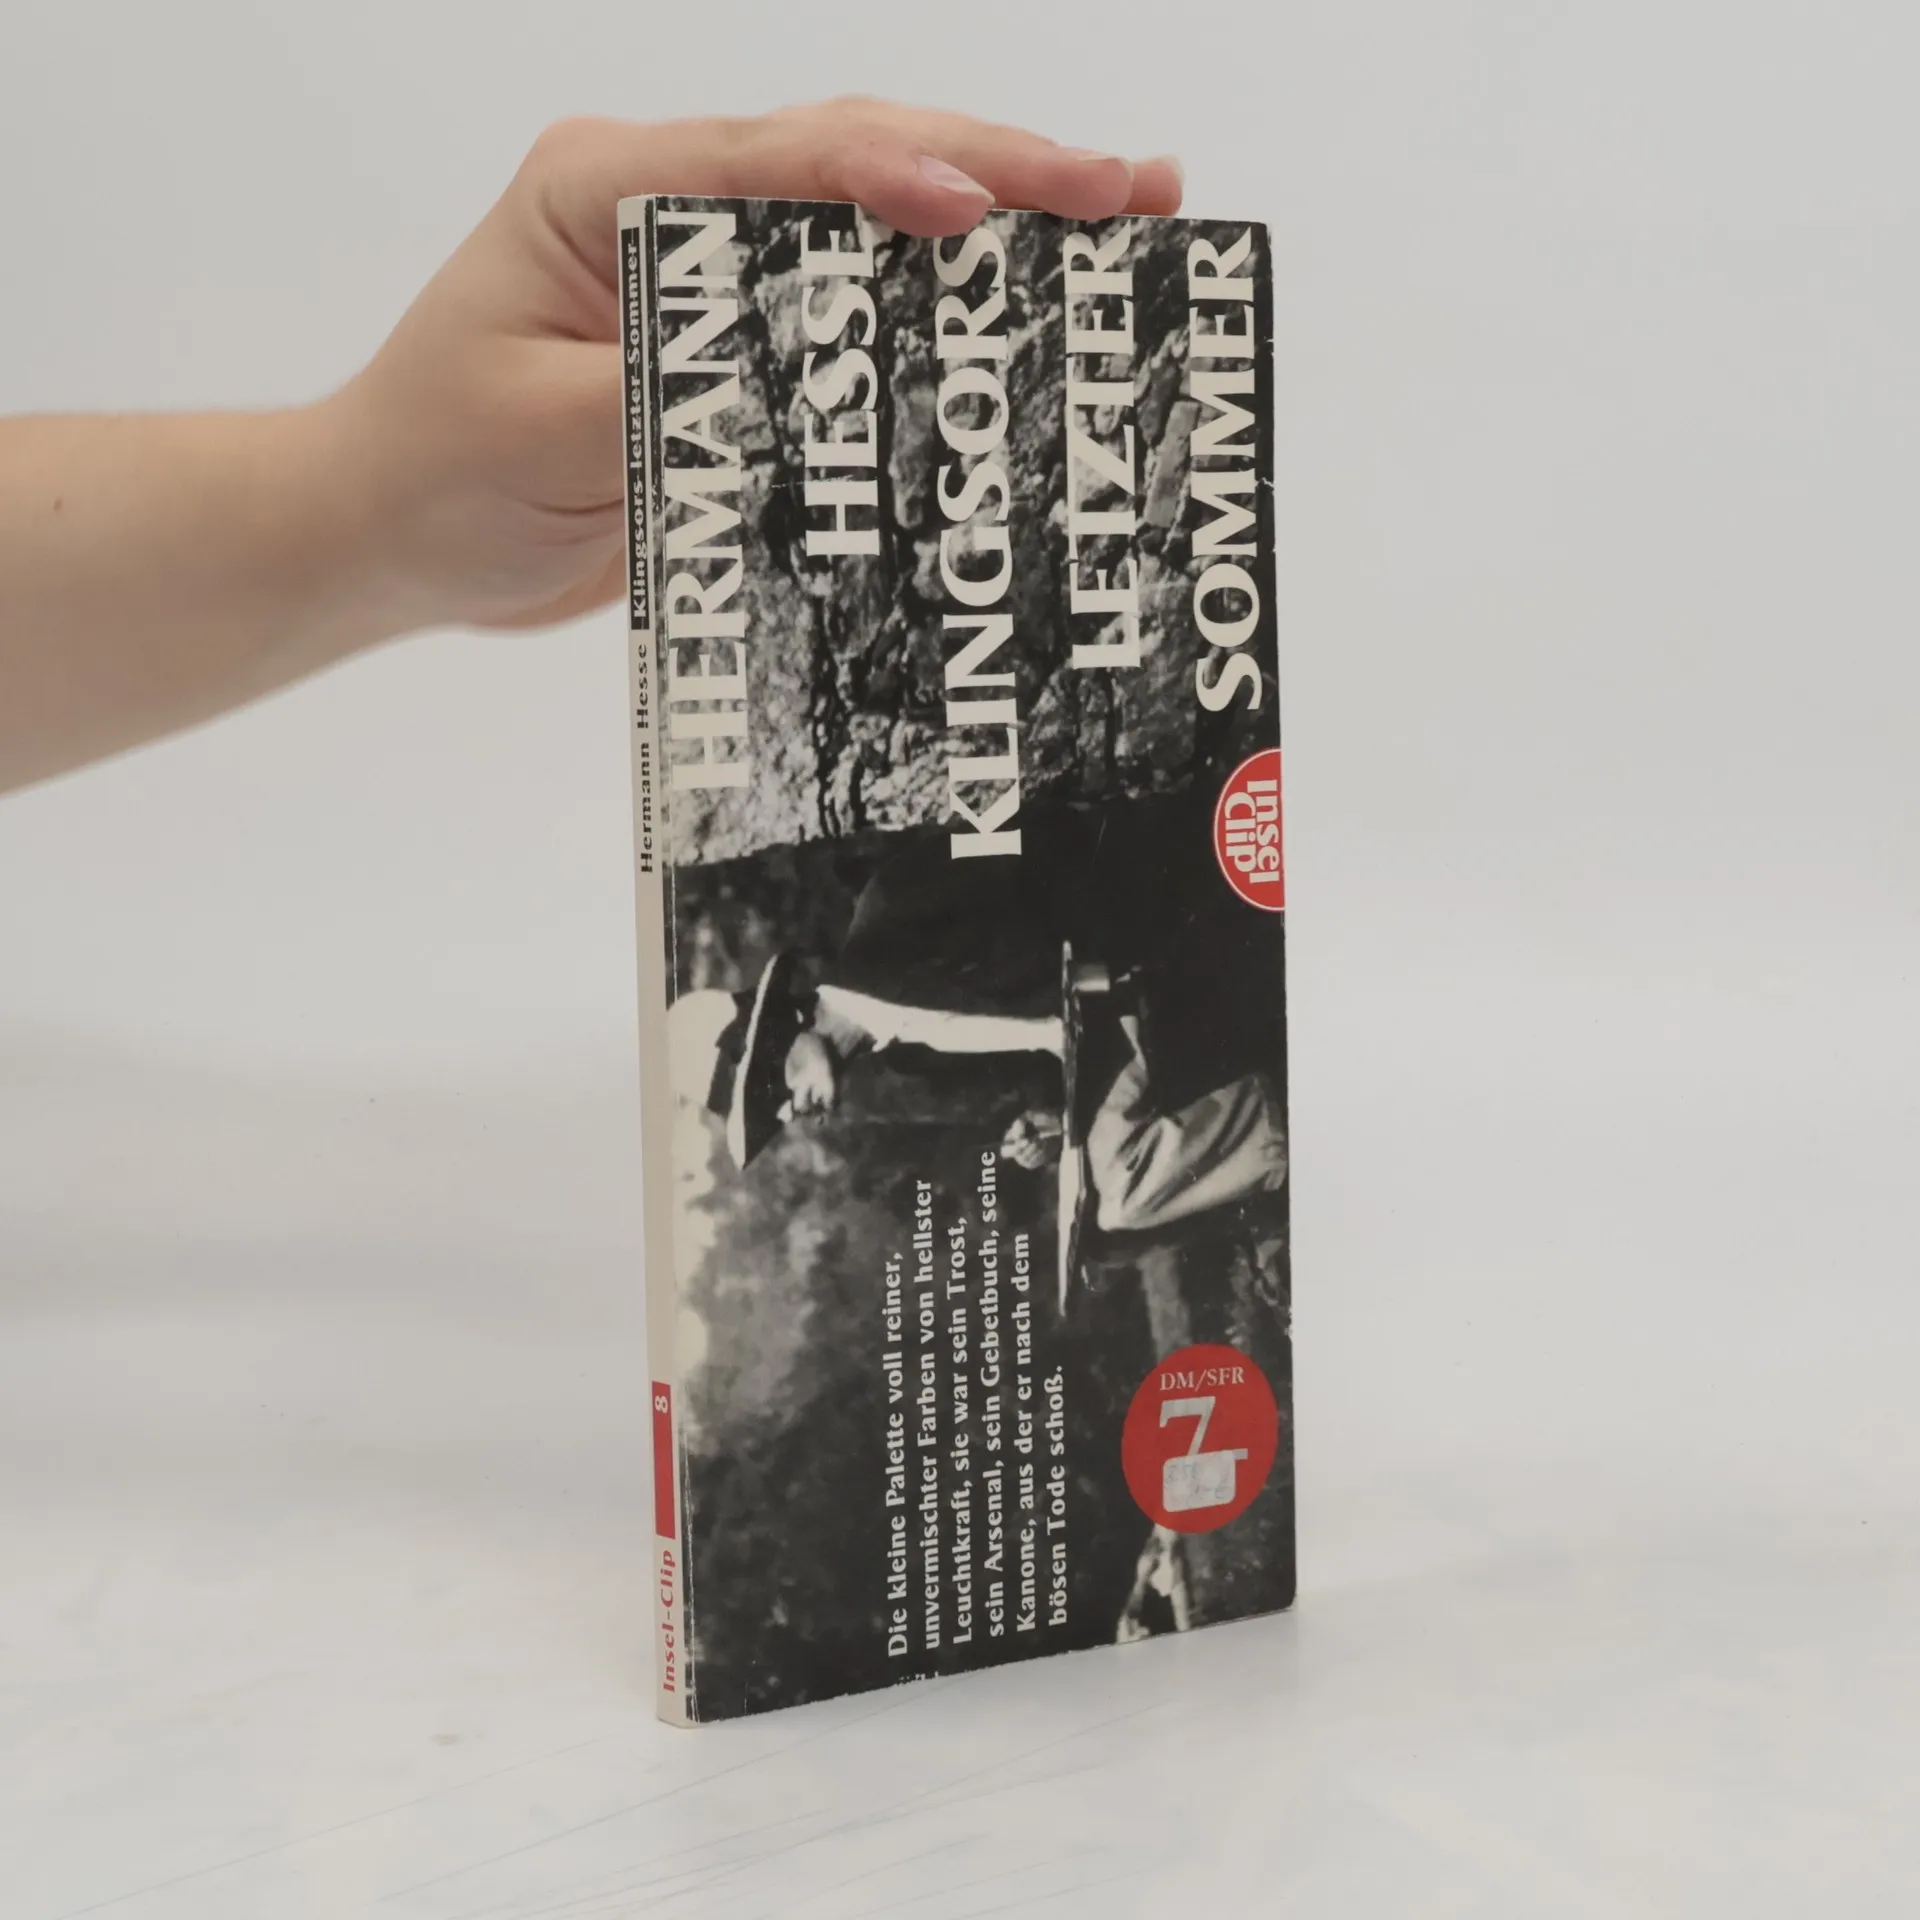 HERMANN
HESSE
KLINGSORS
LETZTER
SOMMER
Insel
Clip
Die kleine Palette voll reiner,
unvermischter Farben von hellster
Leuchtkraft, sie war sein Trost,
sein Arsenal, sein Gebetbuch, seine
Kanone, aus der er nach dem
bösen Tode schoß.
DM/SFR
7,-
Insel-Clip
8
Hermann Hesse Klingsors letzter Sommer